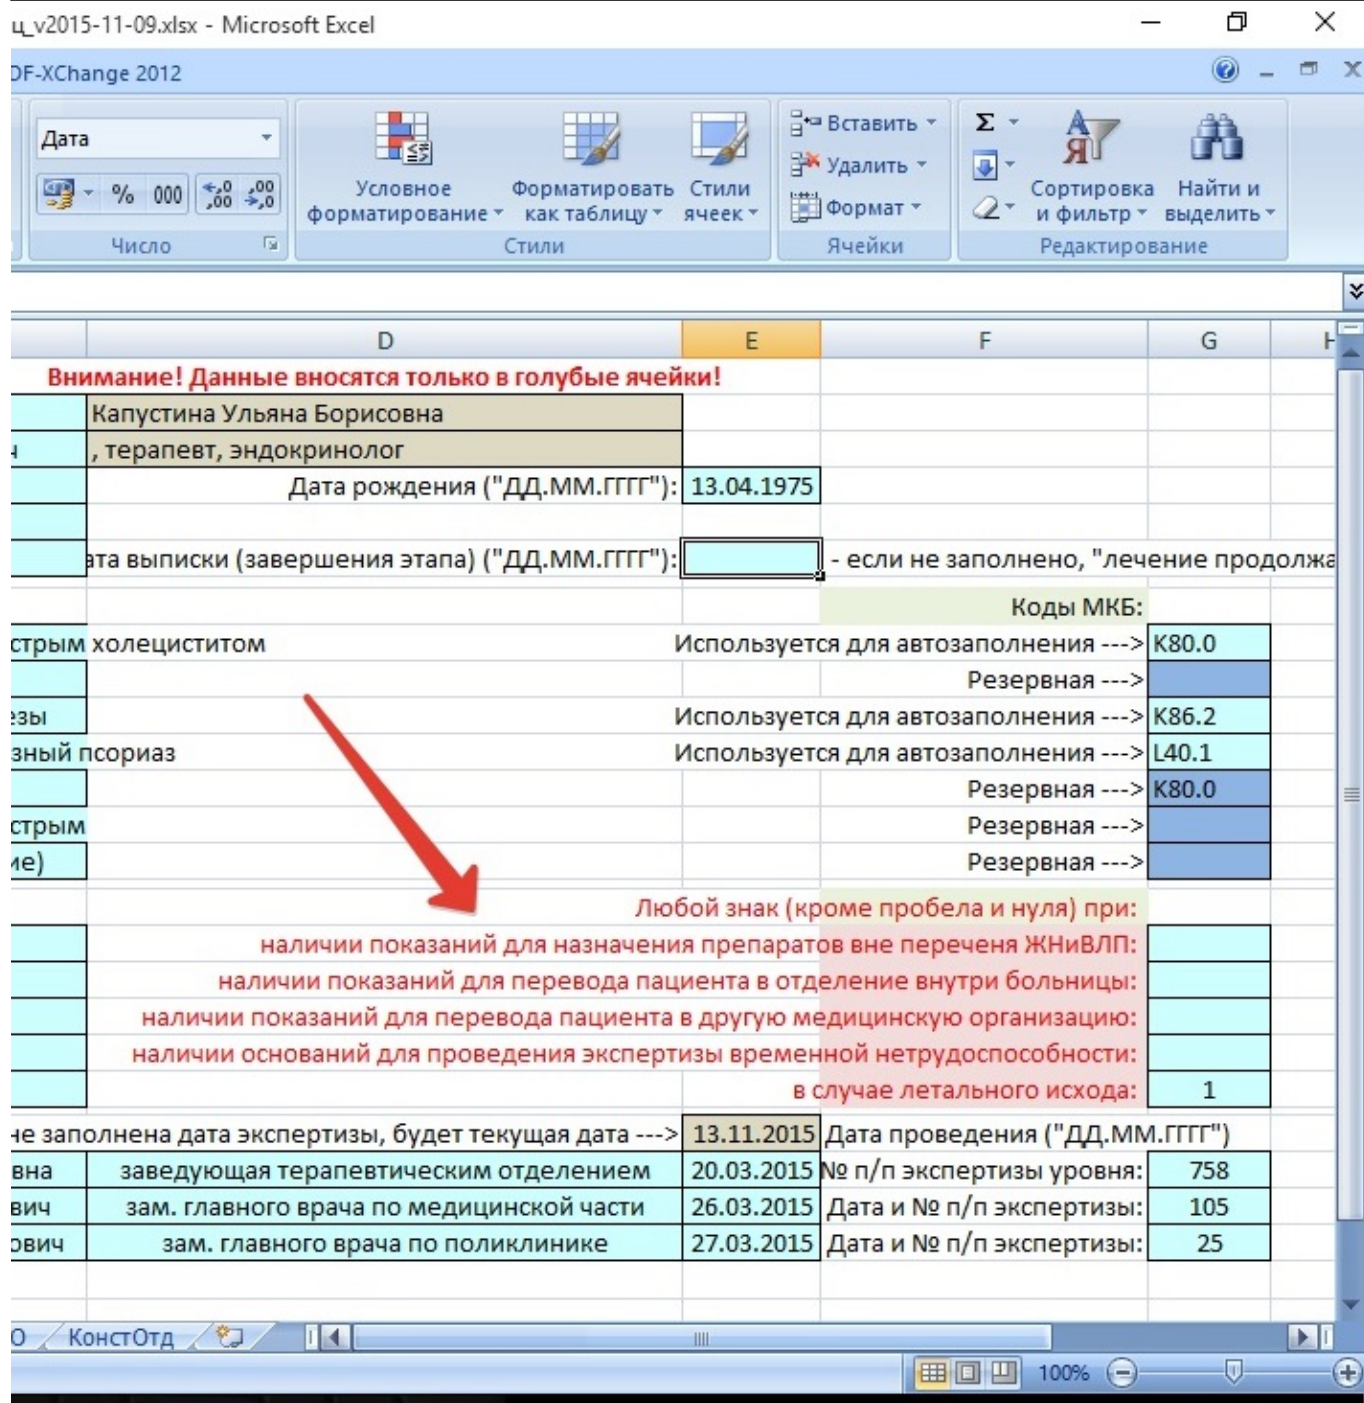 ц_v2015-11-09.xlsx - Microsoft Excel
DF-XChange 2012
Дата
% 000
Число
Условное форматирование
Форматировать как таблицу
Стили ячеек
Стили
Вставить
Удалить
Формат
Ячейки
Σ
Сортировка и фильтр
Найти и выделить
Редактирование
D E F G H
Внимание! Данные вносятся только в голубые ячейки!
Капустина Ульяна Борисовна
ч , терапевт, эндокринолог
Дата рождения ("ДД.ММ.ГГГГ"): 13.04.1975
ата выписки (завершения этапа) ("ДД.ММ.ГГГГ"): - если не заполнено, "лечение продолжа
Коды МКБ:
стрым холециститом Используется для автозаполнения ---> K80.0
Резервная --->
езы Используется для автозаполнения ---> K86.2
зный псориаз Используется для автозаполнения ---> L40.1
Резервная ---> K80.0
стрым Резервная --->
ие) Резервная --->
Любой знак (кроме пробела и нуля) при:
наличии показаний для назначения препаратов вне переченя ЖНиВЛП:
наличии показаний для перевода пациента в отделение внутри больницы:
наличии показаний для перевода пациента в другую медицинскую организацию:
наличии оснований для проведения экспертизы временной нетрудоспособности:
в случае летального исхода: 1
не заполнена дата экспертизы, будет текущая дата ---> 13.11.2015 Дата проведения ("ДД.ММ.ГГГГ")
вна заведующая терапевтическим отделением 20.03.2015 № п/п экспертизы уровня: 758
вич зам. главного врача по медицинской части 26.03.2015 Дата и № п/п экспертизы: 105
ович зам. главного врача по поликлинике 27.03.2015 Дата и № п/п экспертизы: 25
О КонстОтд
100%